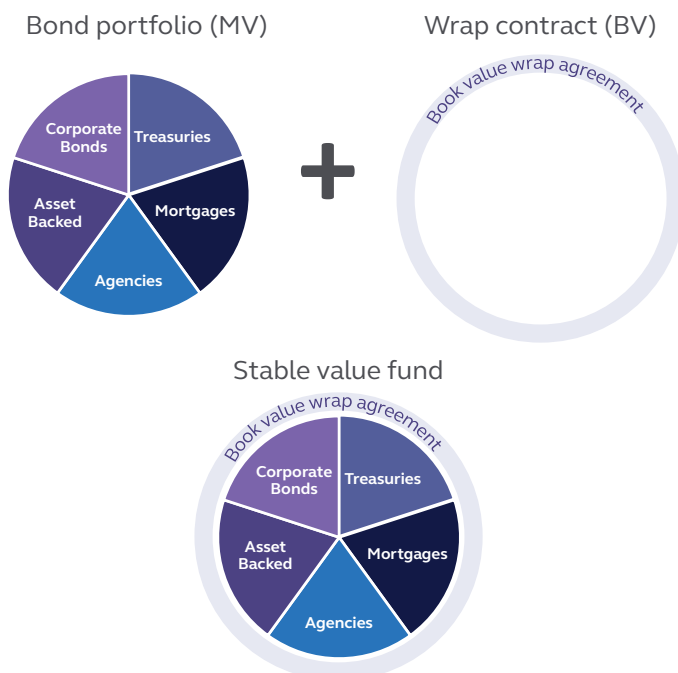 Bond portfolio (MV)
Wrap contract (BV)
Corporate
Bonds
Treasuries
Asset
Backed
Mortgages
Agencies
Book value wrap agreement
Stable value fund
Book value wrap agreement
Corporate
Bonds
Treasuries
Asset
Backed
Mortgages
Agencies